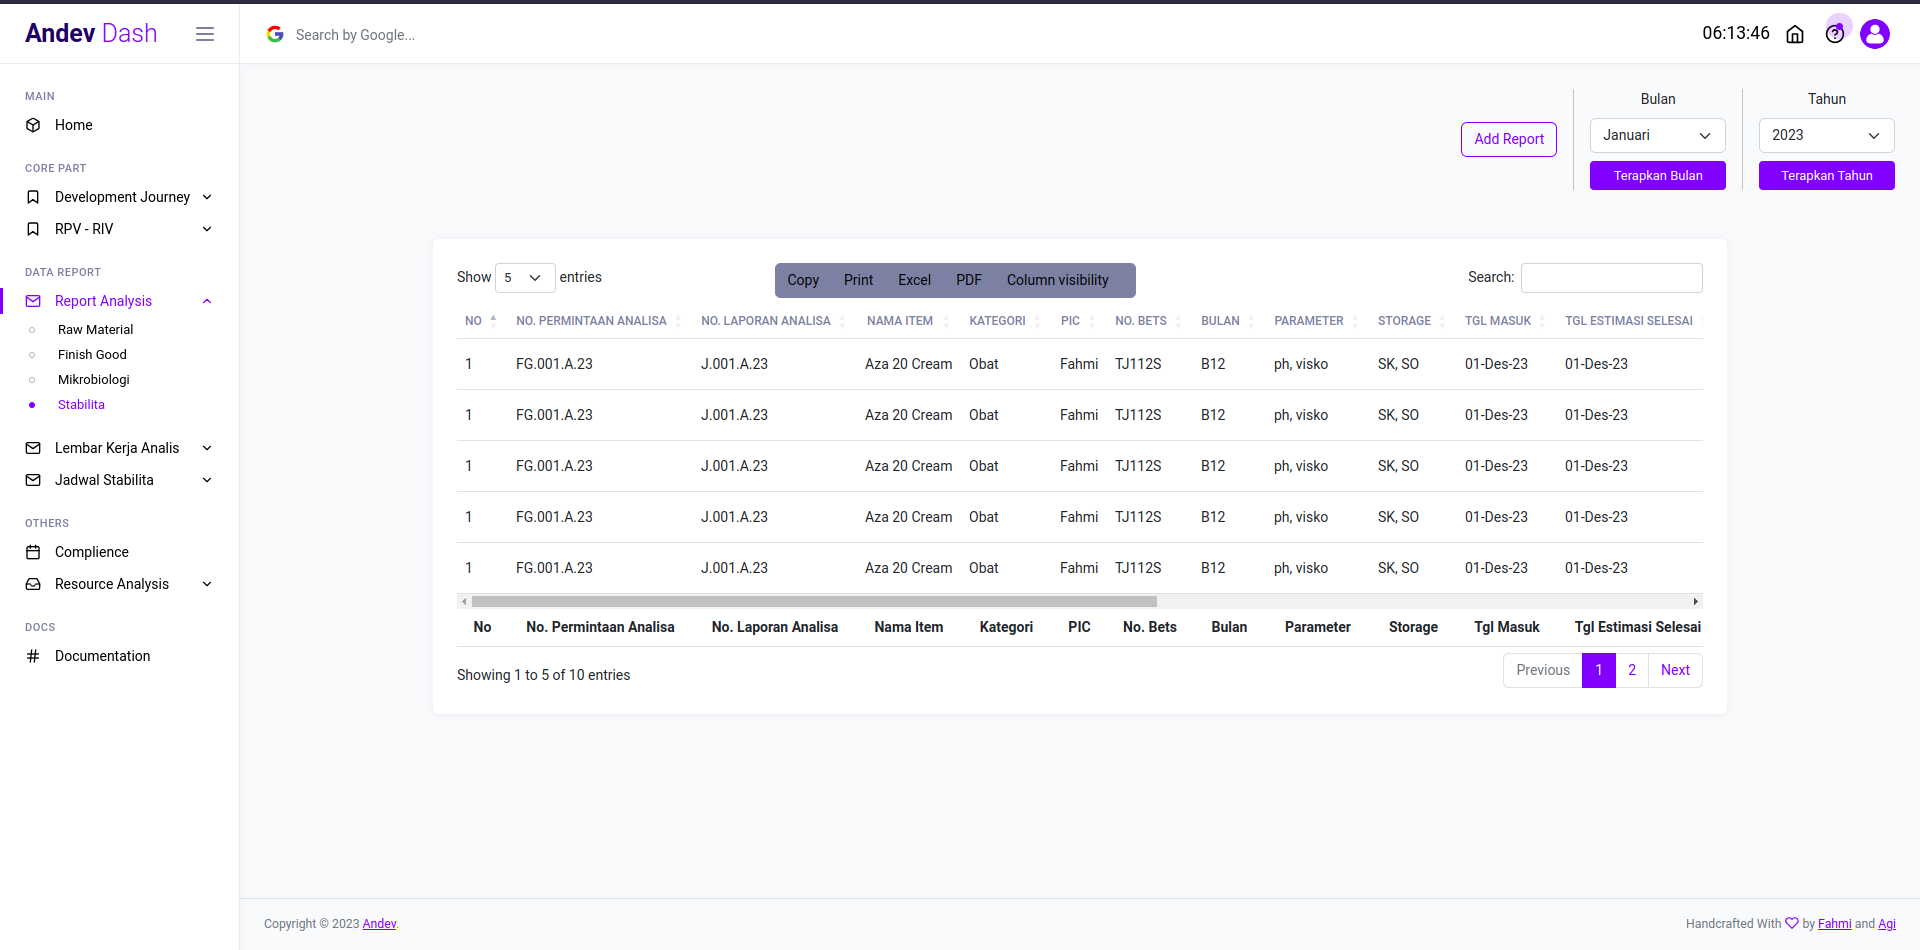 Andev Dash
Search by Google...
06:13:46
MAIN
Home
CORE PART
Development Journey
RPV - RIV
DATA REPORT
Report Analysis
Raw Material
Finish Good
Mikrobiologi
Stabilita
Lembar Kerja Analis
Jadwal Stabilita
OTHERS
Complience
Resource Analysis
DOCS
Documentation
Add Report
Bulan
Januari
Terapkan Bulan
Tahun
2023
Terapkan Tahun
Show 5 entries
Copy Print Excel PDF Column visibility
Search:
NO NO. PERMINTAAN ANALISA NO. LAPORAN ANALISA NAMA ITEM KATEGORI PIC NO. BETS BULAN PARAMETER STORAGE TGL MASUK TGL ESTIMASI SELESAI
1 FG.001.A.23 J.001.A.23 Aza 20 Cream Obat Fahmi TJ112S B12 ph, visko SK, SO 01-Des-23 01-Des-23
1 FG.001.A.23 J.001.A.23 Aza 20 Cream Obat Fahmi TJ112S B12 ph, visko SK, SO 01-Des-23 01-Des-23
1 FG.001.A.23 J.001.A.23 Aza 20 Cream Obat Fahmi TJ112S B12 ph, visko SK, SO 01-Des-23 01-Des-23
1 FG.001.A.23 J.001.A.23 Aza 20 Cream Obat Fahmi TJ112S B12 ph, visko SK, SO 01-Des-23 01-Des-23
1 FG.001.A.23 J.001.A.23 Aza 20 Cream Obat Fahmi TJ112S B12 ph, visko SK, SO 01-Des-23 01-Des-23
No No. Permintaan Analisa No. Laporan Analisa Nama Item Kategori PIC No. Bets Bulan Parameter Storage Tgl Masuk Tgl Estimasi Selesai
Showing 1 to 5 of 10 entries
Previous 1 2 Next
Copyright © 2023 Andev.
Handcrafted With by Fahmi and Agi